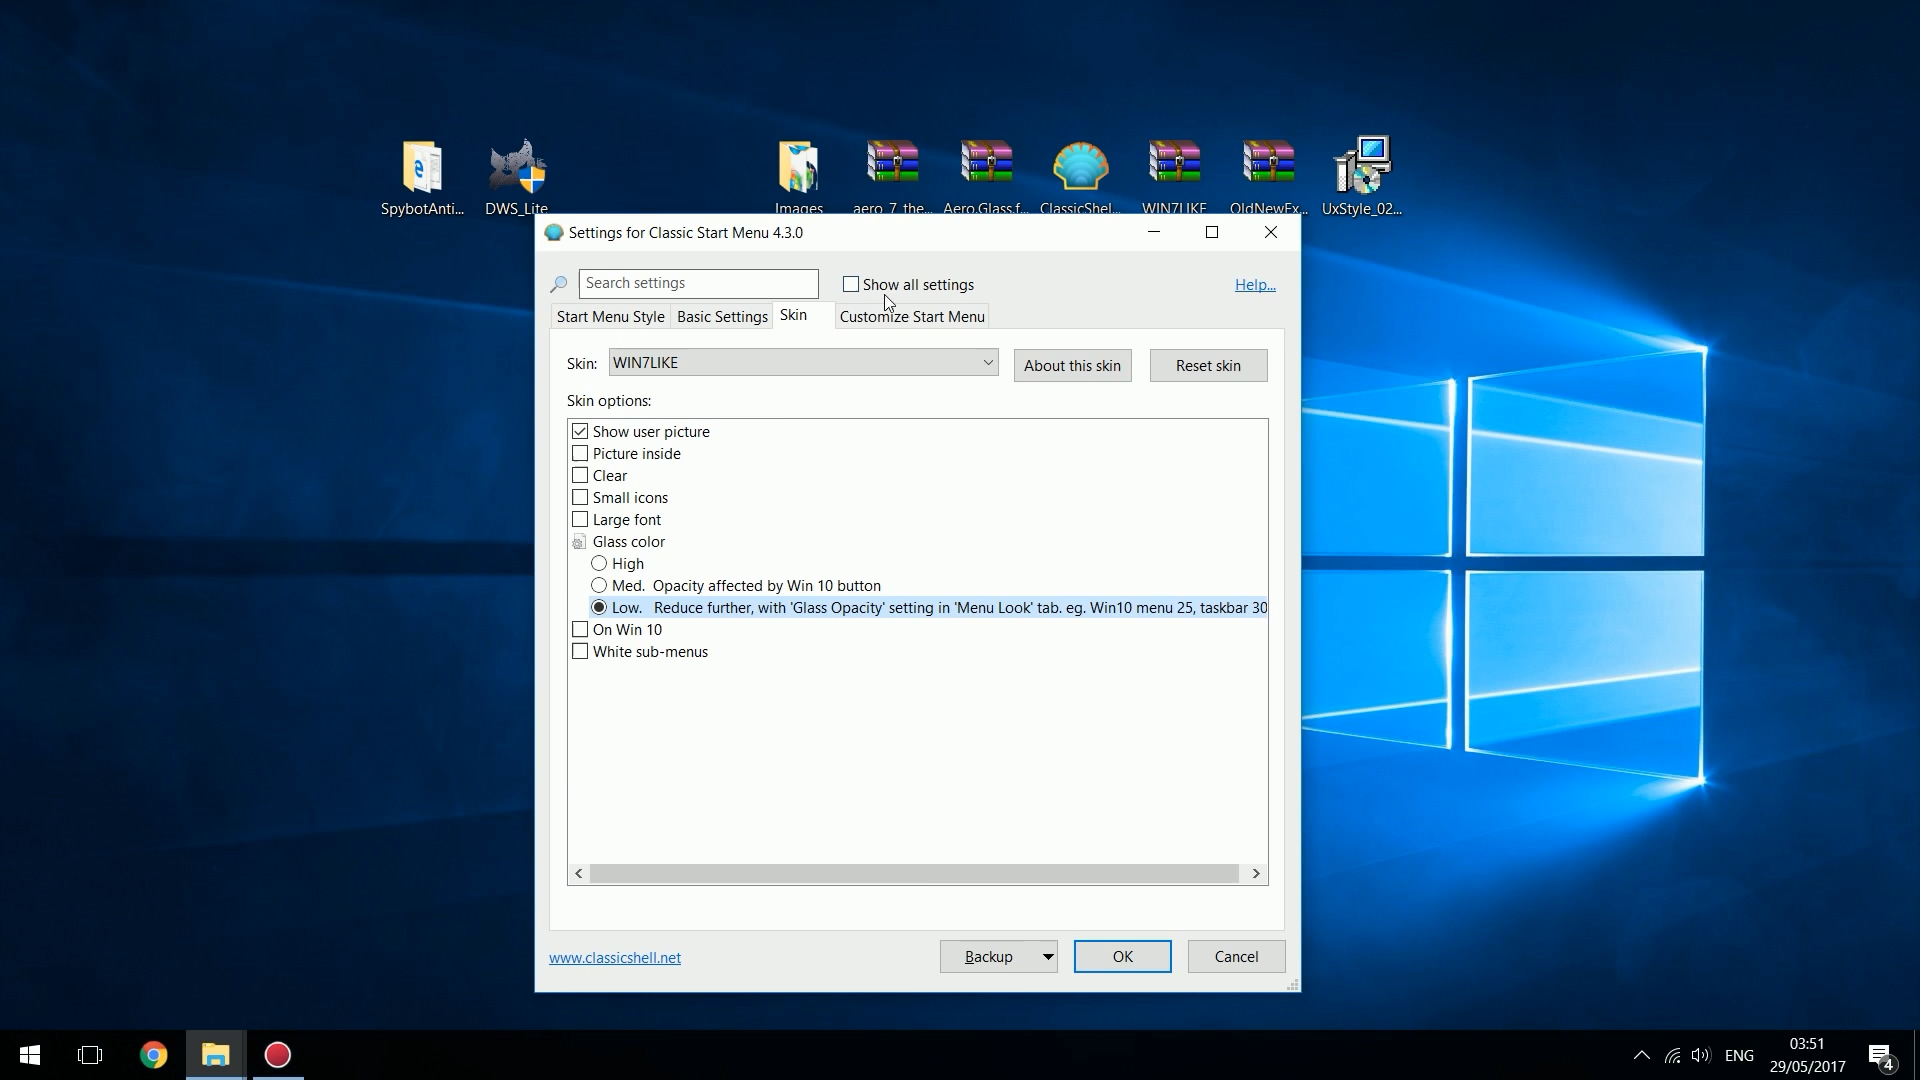 SpybotAnti...
DWS_Lite
Images
aero_7_the...
Aero.Glass.f...
ClassicShel...
WIN7LIKE
OldNewEx...
UxStyle_02...
Settings for Classic Start Menu 4.3.0
Search settings
Show all settings
Help...
Start Menu Style
Basic Settings
Skin
Customize Start Menu
Skin:
WIN7LIKE
About this skin
Reset skin
Skin options:
Show user picture
Picture inside
Clear
Small icons
Large font
Glass color
High
Med.  Opacity affected by Win 10 button
Low.   Reduce further, with 'Glass Opacity' setting in 'Menu Look' tab. eg. Win10 menu 25, taskbar 30
On Win 10
White sub-menus
www.classicshell.net
Backup
OK
Cancel
ENG
03:51
29/05/2017
4